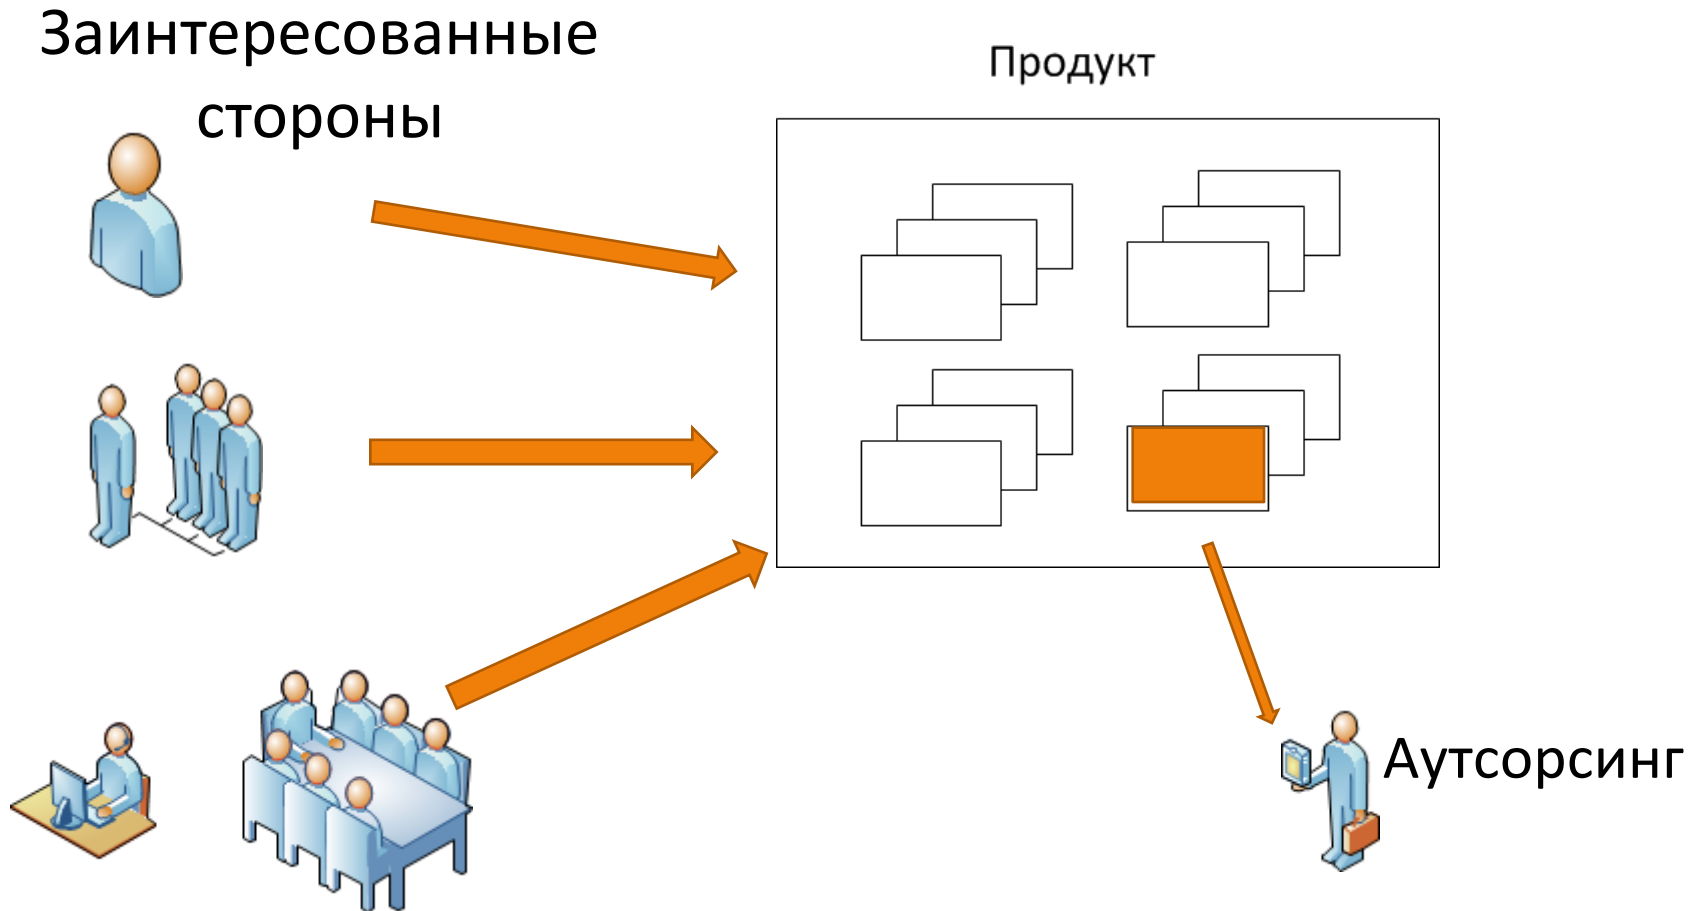 Заинтересованные
стороны
Продукт
Аутсорсинг